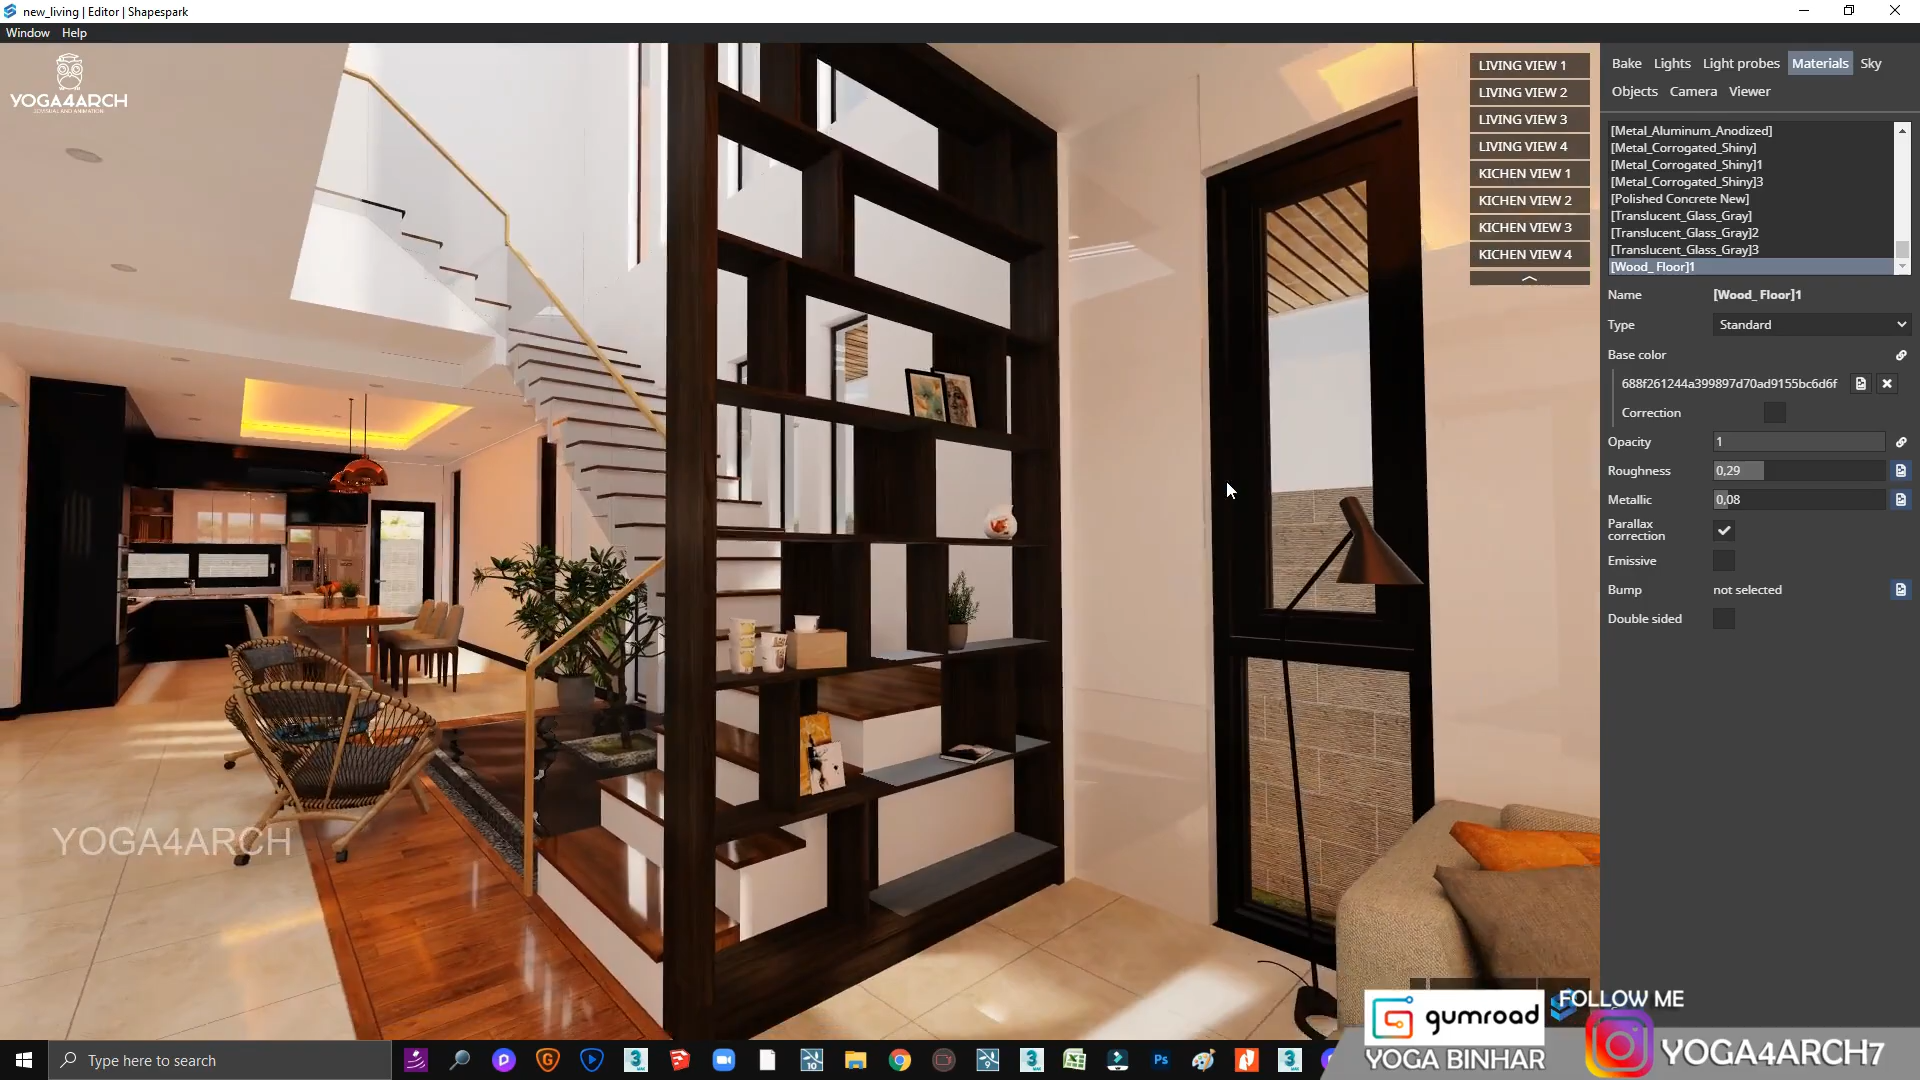 new_living | Editor | Shapespark
Window Help
YOGA4ARCH
LIVING VIEW 1
LIVING VIEW 2
LIVING VIEW 3
LIVING VIEW 4
KICHEN VIEW 1
KICHEN VIEW 2
KICHEN VIEW 3
KICHEN VIEW 4
Bake Lights Light probes Materials Sky
Objects Camera Viewer
[Metal_Aluminum_Anodized]
[Metal_Corrogated_Shiny]
[Metal_Corrogated_Shiny]1
[Metal_Corrogated_Shiny]3
[Polished Concrete New]
[Translucent_Glass_Gray]
[Translucent_Glass_Gray]2
[Translucent_Glass_Gray]3
[Wood_ Floor]1
Name [Wood_ Floor]1
Type Standard
Base color
688f261244a399897d70ad9155bc6d6f
Correction
Opacity 1
Roughness 0,29
Metallic 0,08
Parallax
correction
Emissive
Bump not selected
Double sided
YOGA4ARCH
gumroad
YOGA BINHAR
FOLLOW ME
YOGA4ARCH7
Type here to search